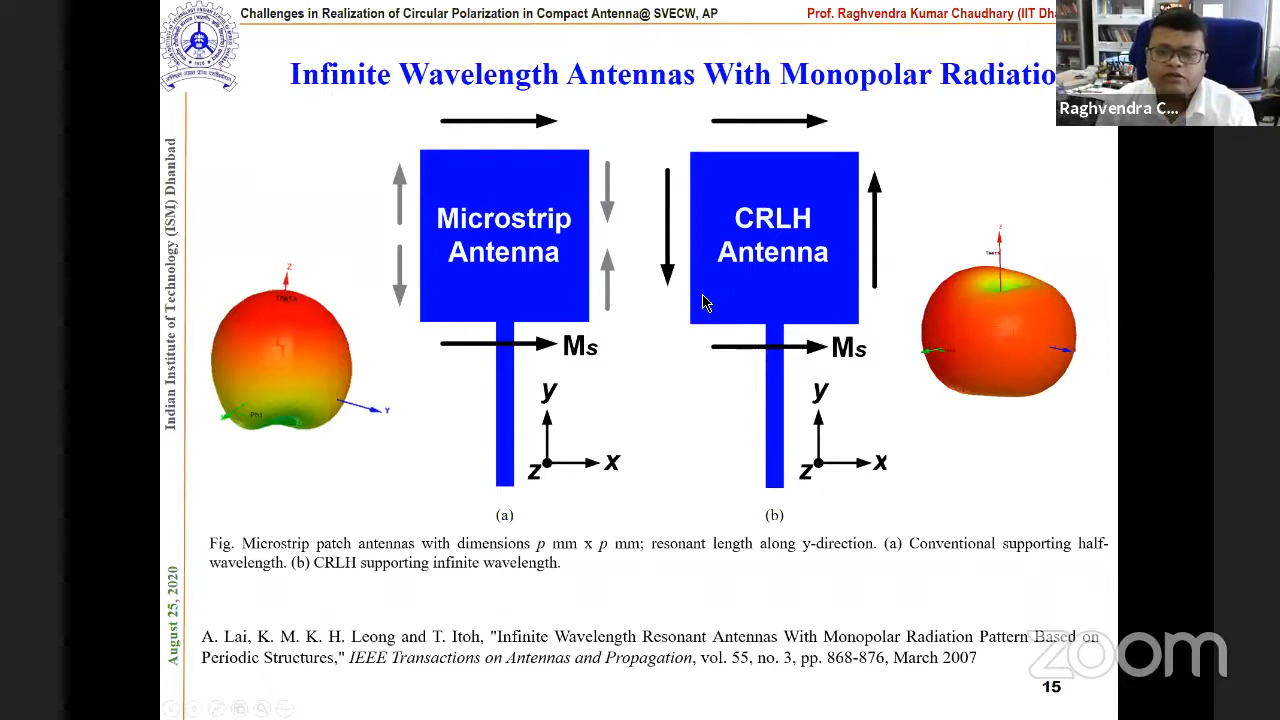 Challenges in Realization of Circular Polarization in Compact Antenna@ SVECW, AP
Prof. Raghvendra Kumar Chaudhary (IIT Dha
Infinite Wavelength Antennas With Monopolar Radiatio
Raghvendra C...
Indian Institute of Technology (ISM) Dhanbad
August 25, 2020
Microstrip
Antenna
CRLH
Antenna
Ms
Ms
y
x
z
y
x
z
Z
Y
Phi
(a)
(b)
Fig. Microstrip patch antennas with dimensions p mm x p mm; resonant length along y-direction. (a) Conventional supporting half-
wavelength. (b) CRLH supporting infinite wavelength.
A. Lai, K. M. K. H. Leong and T. Itoh, "Infinite Wavelength Resonant Antennas With Monopolar Radiation Pattern Based on
Periodic Structures," IEEE Transactions on Antennas and Propagation, vol. 55, no. 3, pp. 868-876, March 2007
zoom
15